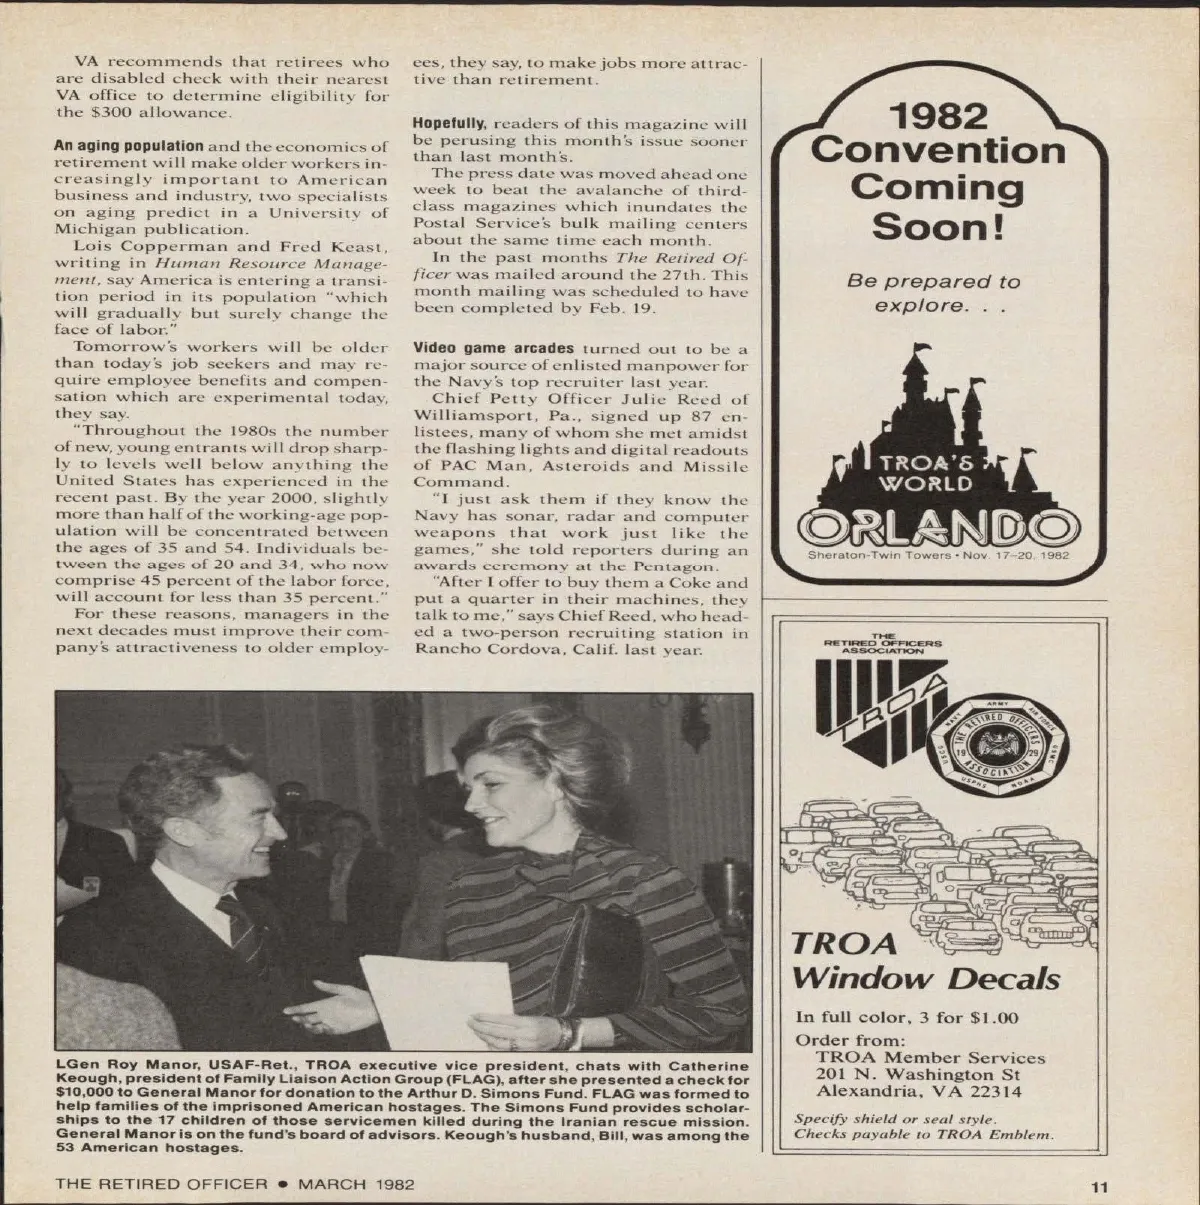 VA recommends that retirees who
are disabled check with their nearest
VA office to determine eligibility for
the $300 allowance.
An aging population and the economics of
retirement will make older workers in-
creasingly important to American
business and industry, two specialists
on aging predict in a University of
Michigan publication.
Lois Copperman and Fred Keast,
writing in Human Resource Manage-
ment, say America is entering a transi-
tion period in its population "which
will gradually but surely change the
face of labor."
Tomorrow's workers will be older
than today's job seekers and may re-
quire employee benefits and compen-
sation which are experimental today,
they say.
"Throughout the 1980s the number
of new, young entrants will drop sharp-
ly to levels well below anything the
United States has experienced in the
recent past. By the year 2000, slightly
more than half of the working-age pop-
ulation will be concentrated between
the ages of 35 and 54. Individuals be-
tween the ages of 20 and 34, who now
comprise 45 percent of the labor force,
will account for less than 35 percent."
For these reasons, managers in the
next decades must improve their com-
pany's attractiveness to older employ-
ees, they say, to make jobs more attrac-
tive than retirement.
Hopefully, readers of this magazine will
be perusing this month's issue sooner
than last month's.
The press date was moved ahead one
week to beat the avalanche of third-
class magazines which inundates the
Postal Service's bulk mailing centers
about the same time each month.
In the past months The Retired Of-
ficer was mailed around the 27th. This
month mailing was scheduled to have
been completed by Feb. 19.
Video game arcades turned out to be a
major source of enlisted manpower for
the Navy's top recruiter last year.
Chief Petty Officer Julie Reed of
Williamsport, Pa., signed up 87 en-
listees, many of whom she met amidst
the flashing lights and digital readouts
of PAC Man, Asteroids and Missile
Command.
"I just ask them if they know the
Navy has sonar, radar and computer
weapons that work just like the
games," she told reporters during an
awards ceremony at the Pentagon.
"After I offer to buy them a Coke and
put a quarter in their machines, they
talk to me," says Chief Reed, who head-
ed a two-person recruiting station in
Rancho Cordova, Calif. last year.
LGen Roy Manor, USAF-Ret., TROA executive vice president, chats with Catherine
Keough, president of Family Liaison Action Group (FLAG), after she presented a check for
$10,000 to General Manor for donation to the Arthur D. Simons Fund. FLAG was formed to
help families of the imprisoned American hostages. The Simons Fund provides scholar-
ships to the 17 children of those servicemen killed during the Iranian rescue mission.
General Manor is on the fund's board of advisors. Keough's husband, Bill, was among the
53 American hostages.
1982
Convention
Coming
Soon!
Be prepared to
explore. . .
TROA'S
WORLD
ORLANDO
Sheraton-Twin Towers • Nov. 17-20, 1982
THE
RETIRED OFFICERS
ASSOCIATION
TROA
NAVY ARMY AIR FORCE
USCG USMC
USPHS NOAA
THE RETIRED OFFICERS
19 29
ASSOCIATION
TROA
Window Decals
In full color, 3 for $1.00
Order from:
TROA Member Services
201 N. Washington St
Alexandria, VA 22314
Specify shield or seal style.
Checks payable to TROA Emblem.
THE RETIRED OFFICER • MARCH 1982
11